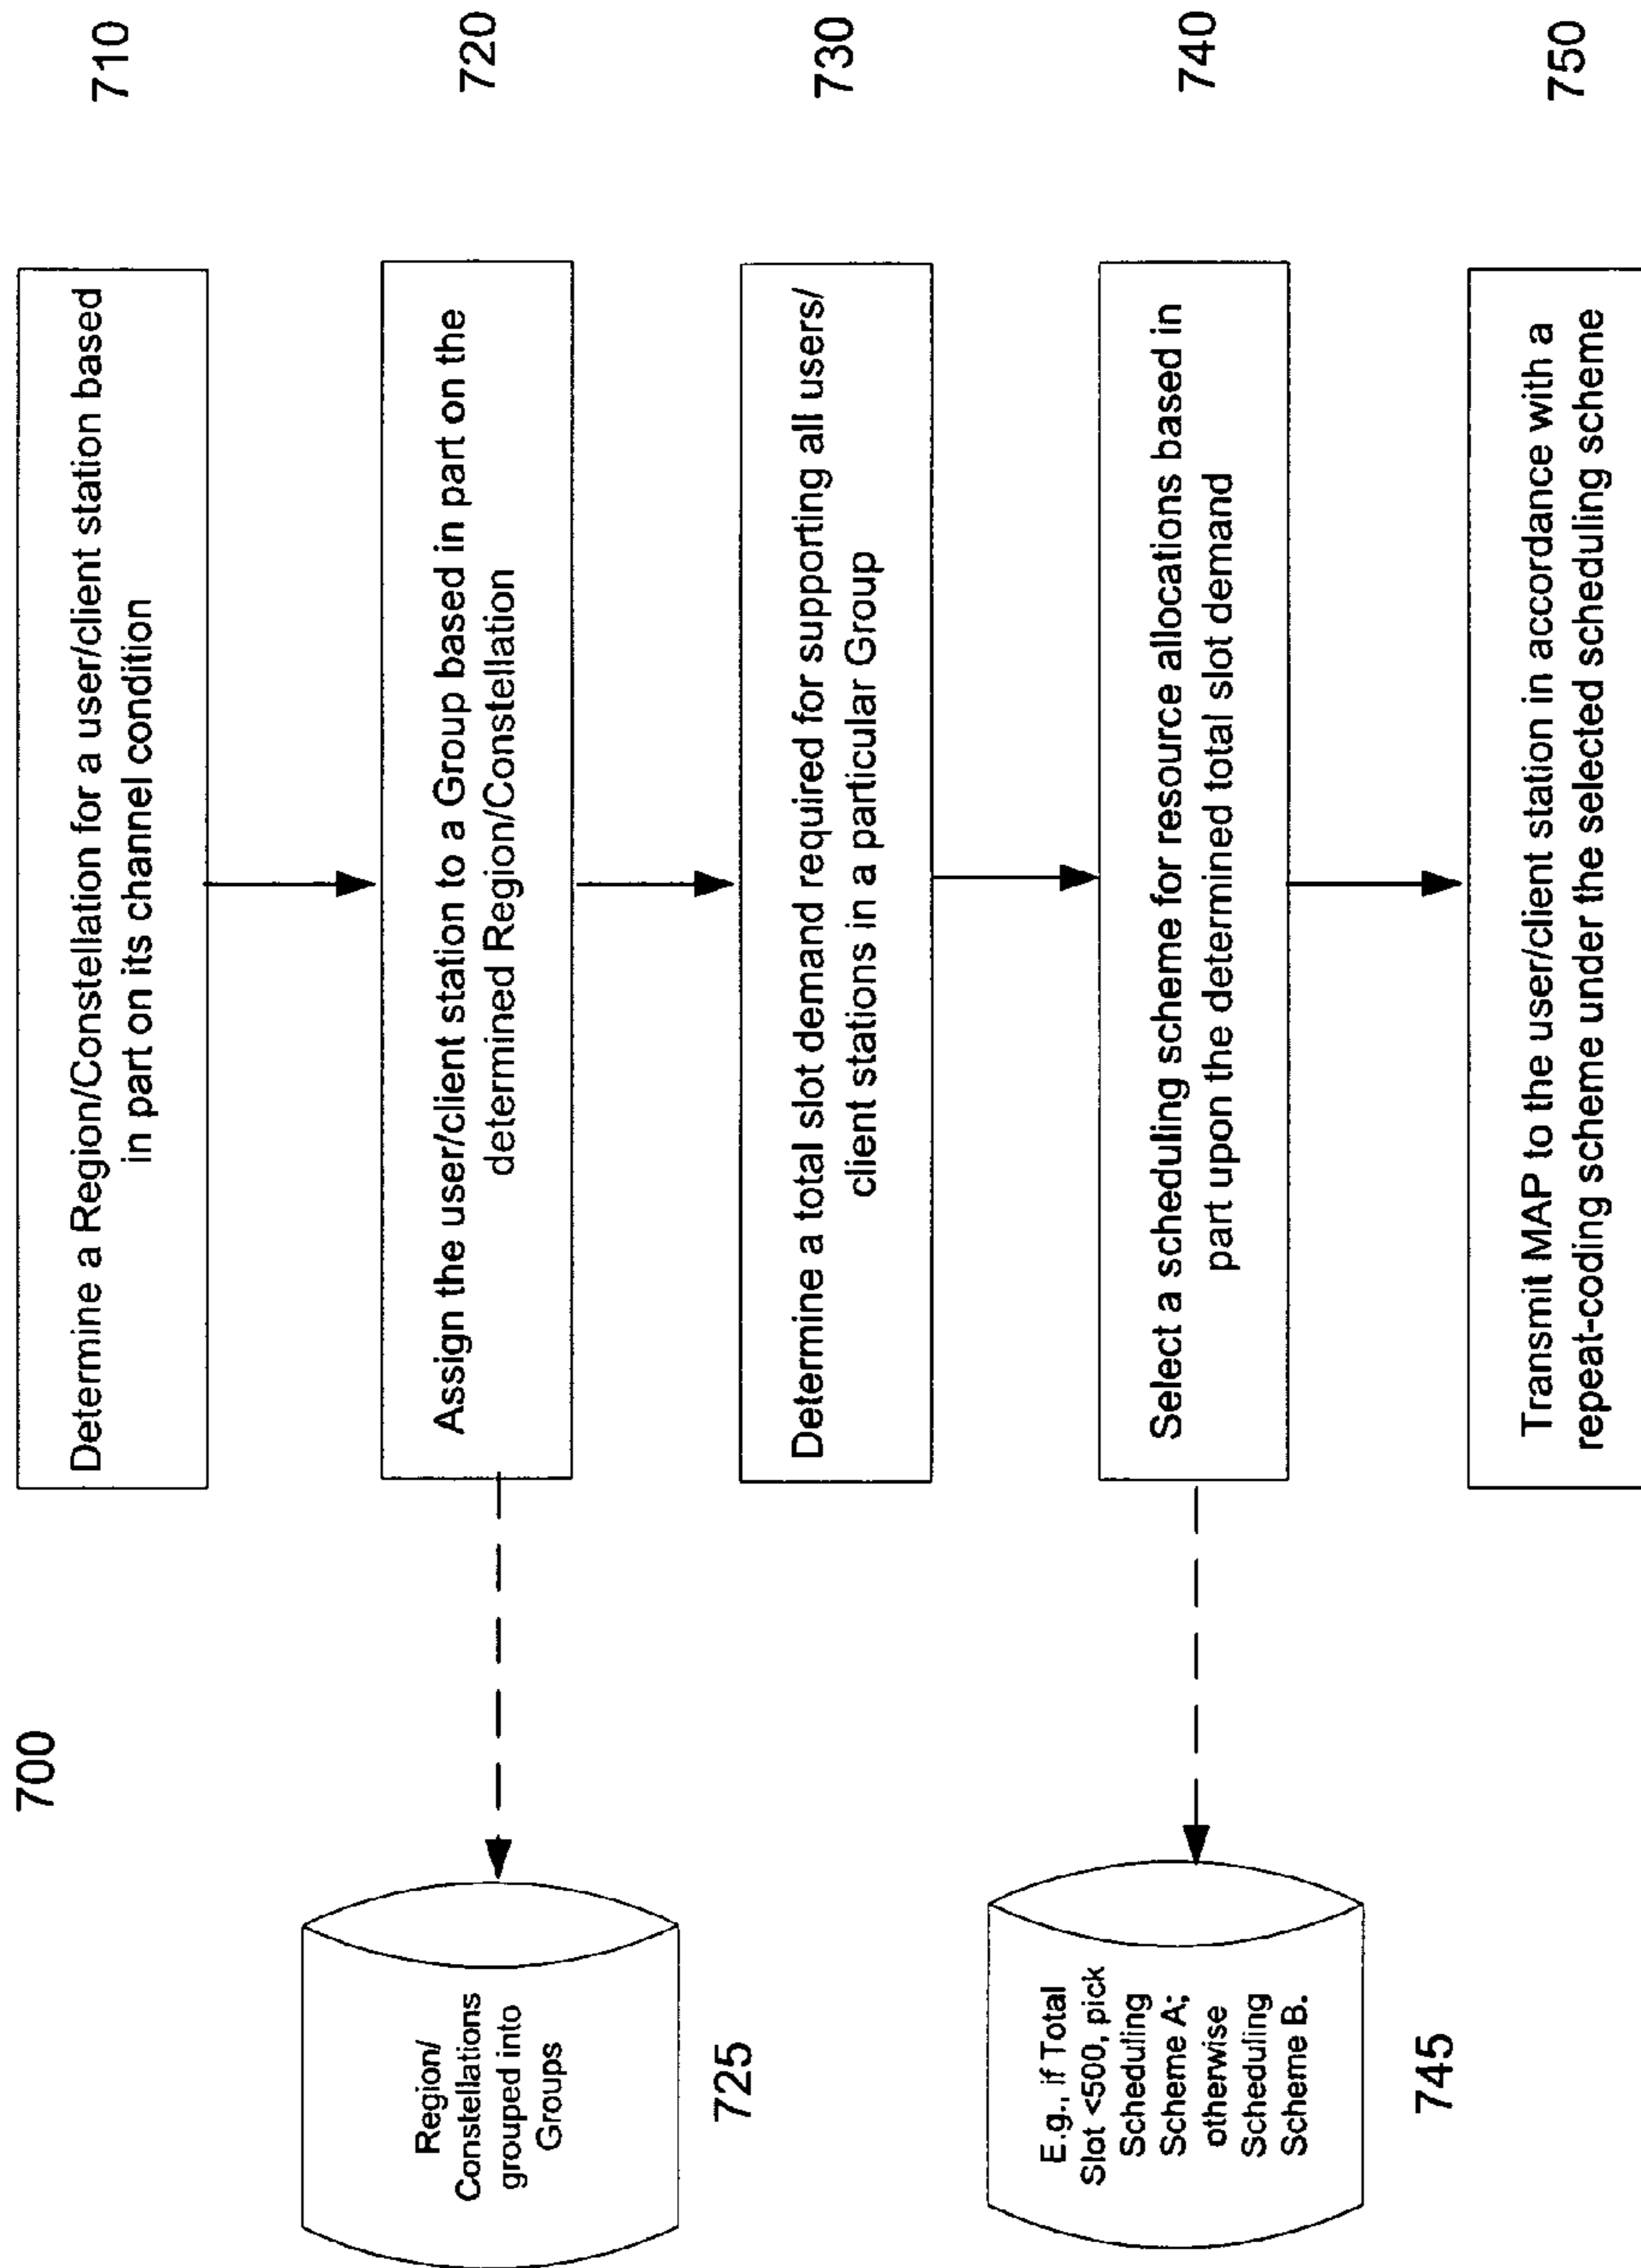 700
Determine a Region/Constellation for a user/client station based
in part on its channel condition
710
Assign the user/client station to a Group based in part on the
determined Region/Constellation
720
Region/
Constellations
grouped into
Groups
725
Determine a total slot demand required for supporting all users/
client stations in a particular Group
730
Select a scheduling scheme for resource allocations based in
part upon the determined total slot demand
740
E.g., if Total
Slot <500, pick
Scheduling
Scheme A;
otherwise
Scheduling
Scheme B.
745
Transmit MAP to the user/client station in accordance with a
repeat-coding scheme under the selected scheduling scheme
750